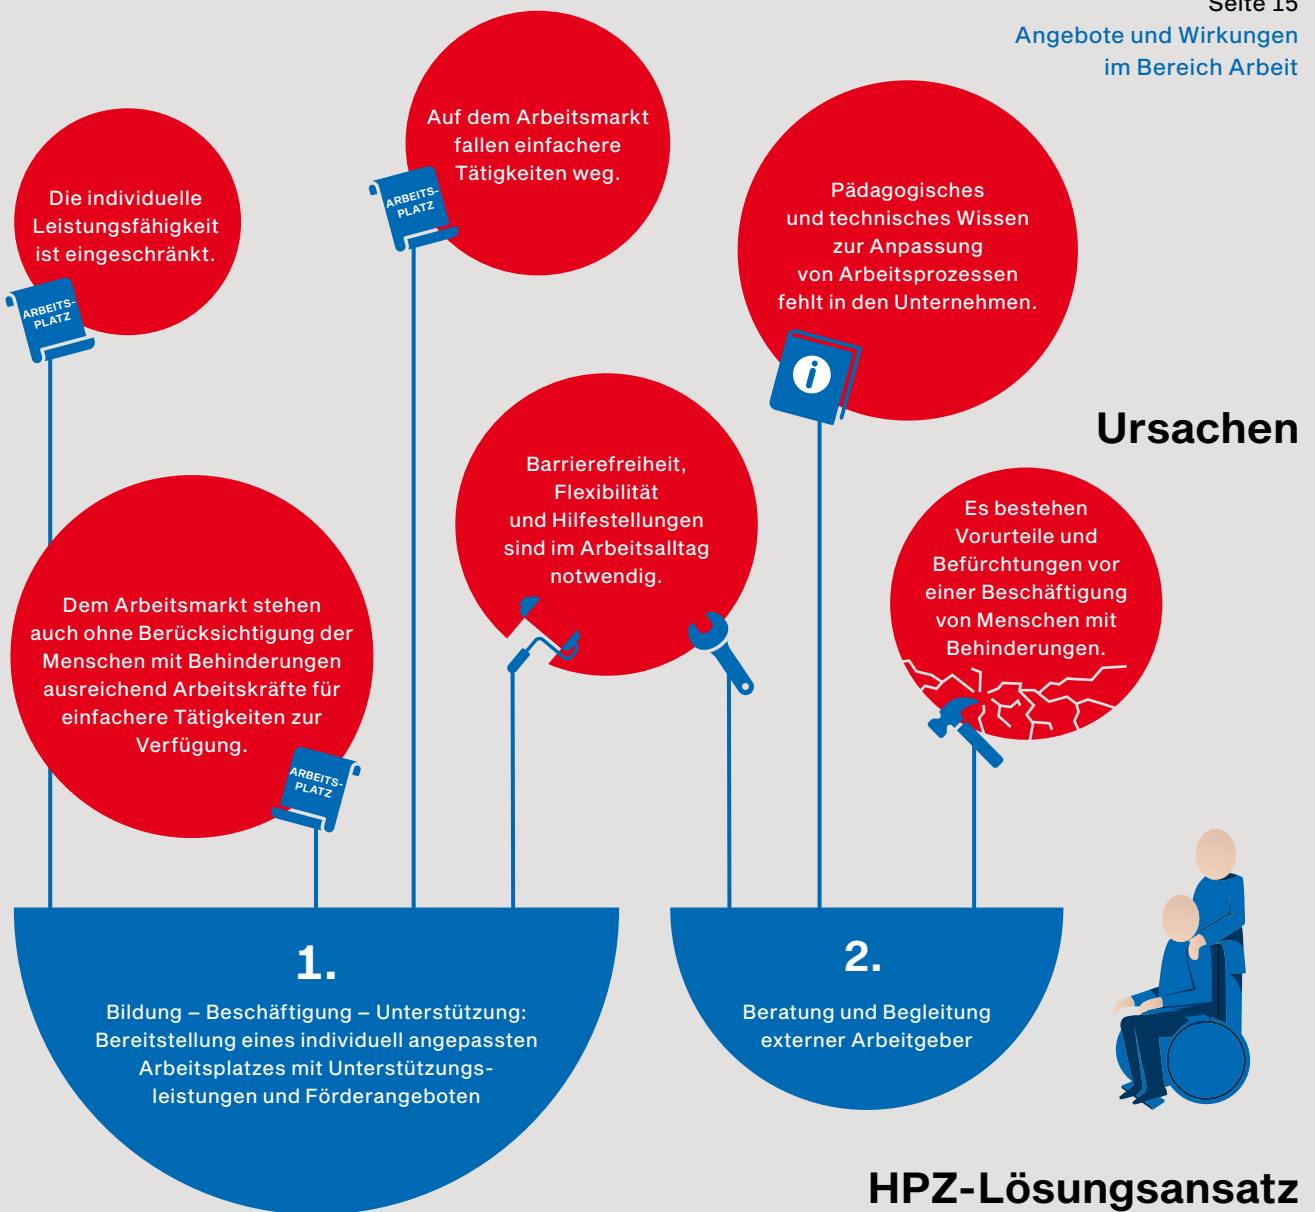 Seite 15
Angebote und Wirkungen
im Bereich Arbeit
Auf dem Arbeitsmarkt
fallen einfachere
Tätigkeiten weg.
ARBEITS-
PLATZ
Die individuelle
Leistungsfähigkeit
ist eingeschränkt.
ARBEITS-
PLATZ
Pädagogisches
und technisches Wissen
zur Anpassung
von Arbeitsprozessen
fehlt in den Unternehmen.
i
Ursachen
Barrierefreiheit,
Flexibilität
und Hilfestellungen
sind im Arbeitsalltag
notwendig.
Es bestehen
Vorurteile und
Befürchtungen vor
einer Beschäftigung
von Menschen mit
Behinderungen.
Dem Arbeitsmarkt stehen
auch ohne Berücksichtigung der
Menschen mit Behinderungen
ausreichend Arbeitskräfte für
einfachere Tätigkeiten zur
Verfügung.
ARBEITS-
PLATZ
1.
Bildung – Beschäftigung – Unterstützung:
Bereitstellung eines individuell angepassten
Arbeitsplatzes mit Unterstützungs-
leistungen und Förderangeboten
2.
Beratung und Begleitung
externer Arbeitgeber
HPZ-Lösungsansatz